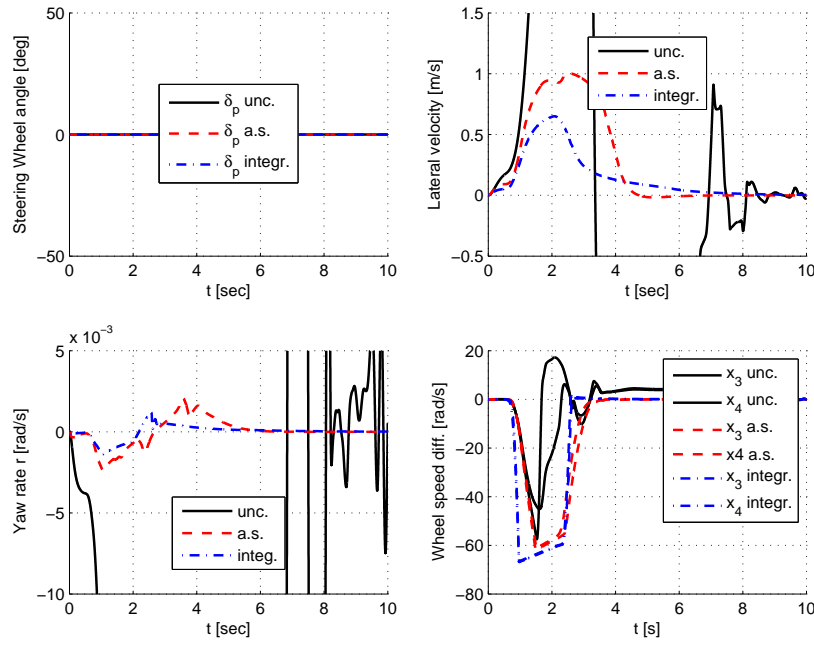 50
0
−50
Steering Wheel angle [deg]
δp unc.
δp a.s.
δp integr.
0 2 4 6 8 10
t [sec]
1.5
1
0.5
0
−0.5
Lateral velocity [m/s]
unc.
a.s.
integr.
0 2 4 6 8 10
t [sec]
x 10⁻³
5
0
−5
−10
Yaw rate r [rad/s]
unc.
a.s.
integ.
0 2 4 6 8 10
t [sec]
20
0
−20
−40
−60
−80
Wheel speed diff. [rad/s]
x3 unc.
x4 unc.
x3 a.s.
x4 a.s.
x3 integr.
x4 integr.
0 2 4 6 8 10
t [s]